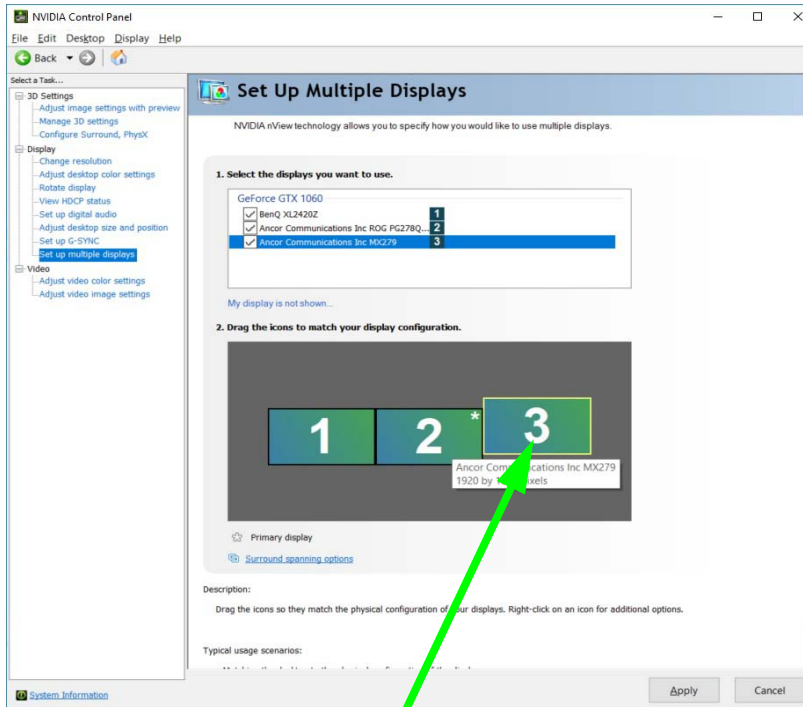 NVIDIA Control Panel
File Edit Desktop Display Help
Back
Select a Task...
3D Settings
Adjust image settings with preview
Manage 3D settings
Configure Surround, PhysX
Display
Change resolution
Adjust desktop color settings
Rotate display
View HDCP status
Set up digital audio
Adjust desktop size and position
Set up G-SYNC
Set up multiple displays
Video
Adjust video color settings
Adjust video image settings
System Information
Set Up Multiple Displays
NVIDIA nView technology allows you to specify how you would like to use multiple displays.
1. Select the displays you want to use.
GeForce GTX 1060
BenQ XL2420Z 1
Ancor Communications Inc ROG PG278Q... 2
Ancor Communications Inc MX279 3
My display is not shown...
2. Drag the icons to match your display configuration.
1 2 * 3
Ancor Communications Inc MX279
1920 by
Primary display
Surround spanning options
Description:
Drag the icons so they match the physical configuration of your displays. Right-click on an icon for additional options.
Typical usage scenarios:
Apply Cancel